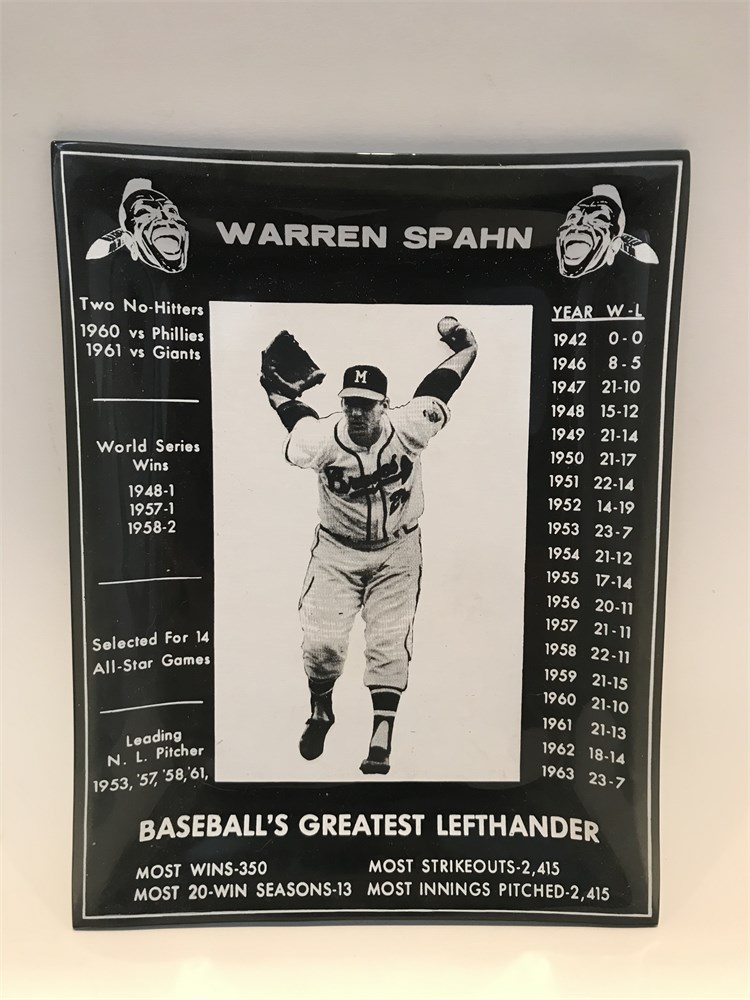 WARREN SPAHN
Two No-Hitters
1960 vs Phillies
1961 vs Giants
World Series
Wins
1948-1
1957-1
1958-2
Selected For 14
All-Star Games
Leading
N. L. Pitcher
1953, '57, '58, '61,
M
Braves
21
YEAR W-L
1942 0-0
1946 8-5
1947 21-10
1948 15-12
1949 21-14
1950 21-17
1951 22-14
1952 14-19
1953 23-7
1954 21-12
1955 17-14
1956 20-11
1957 21-11
1958 22-11
1959 21-15
1960 21-10
1961 21-13
1962 18-14
1963 23-7
BASEBALL'S GREATEST LEFTHANDER
MOST WINS-350 MOST STRIKEOUTS-2,415
MOST 20-WIN SEASONS-13 MOST INNINGS PITCHED-2,415